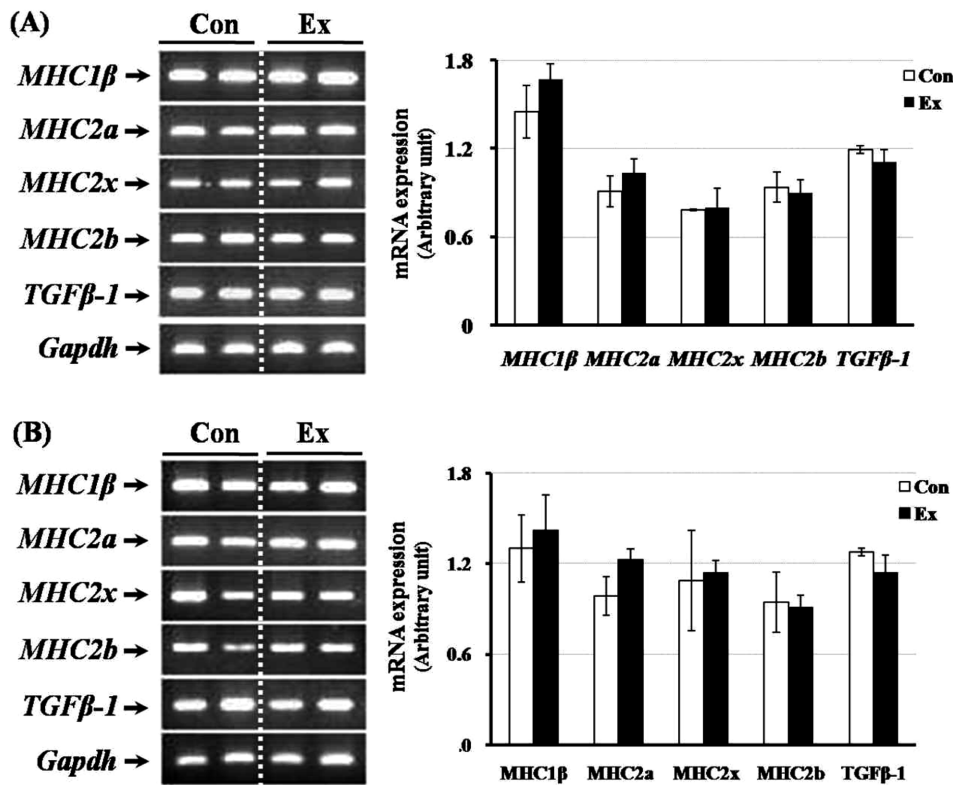 (A)
Con Ex
MHC1β →
MHC2a →
MHC2x →
MHC2b →
TGFβ-1 →
Gapdh →
mRNA expression
(Arbitrary unit)
1.8
1.2
0.6
0
Con
Ex
MHC1β MHC2a MHC2x MHC2b TGFβ-1
(B)
Con Ex
MHC1β →
MHC2a →
MHC2x →
MHC2b →
TGFβ-1 →
Gapdh →
mRNA expression
(Arbitrary unit)
1.8
1.2
0.6
.0
Con
Ex
MHC1β MHC2a MHC2x MHC2b TGFβ-1